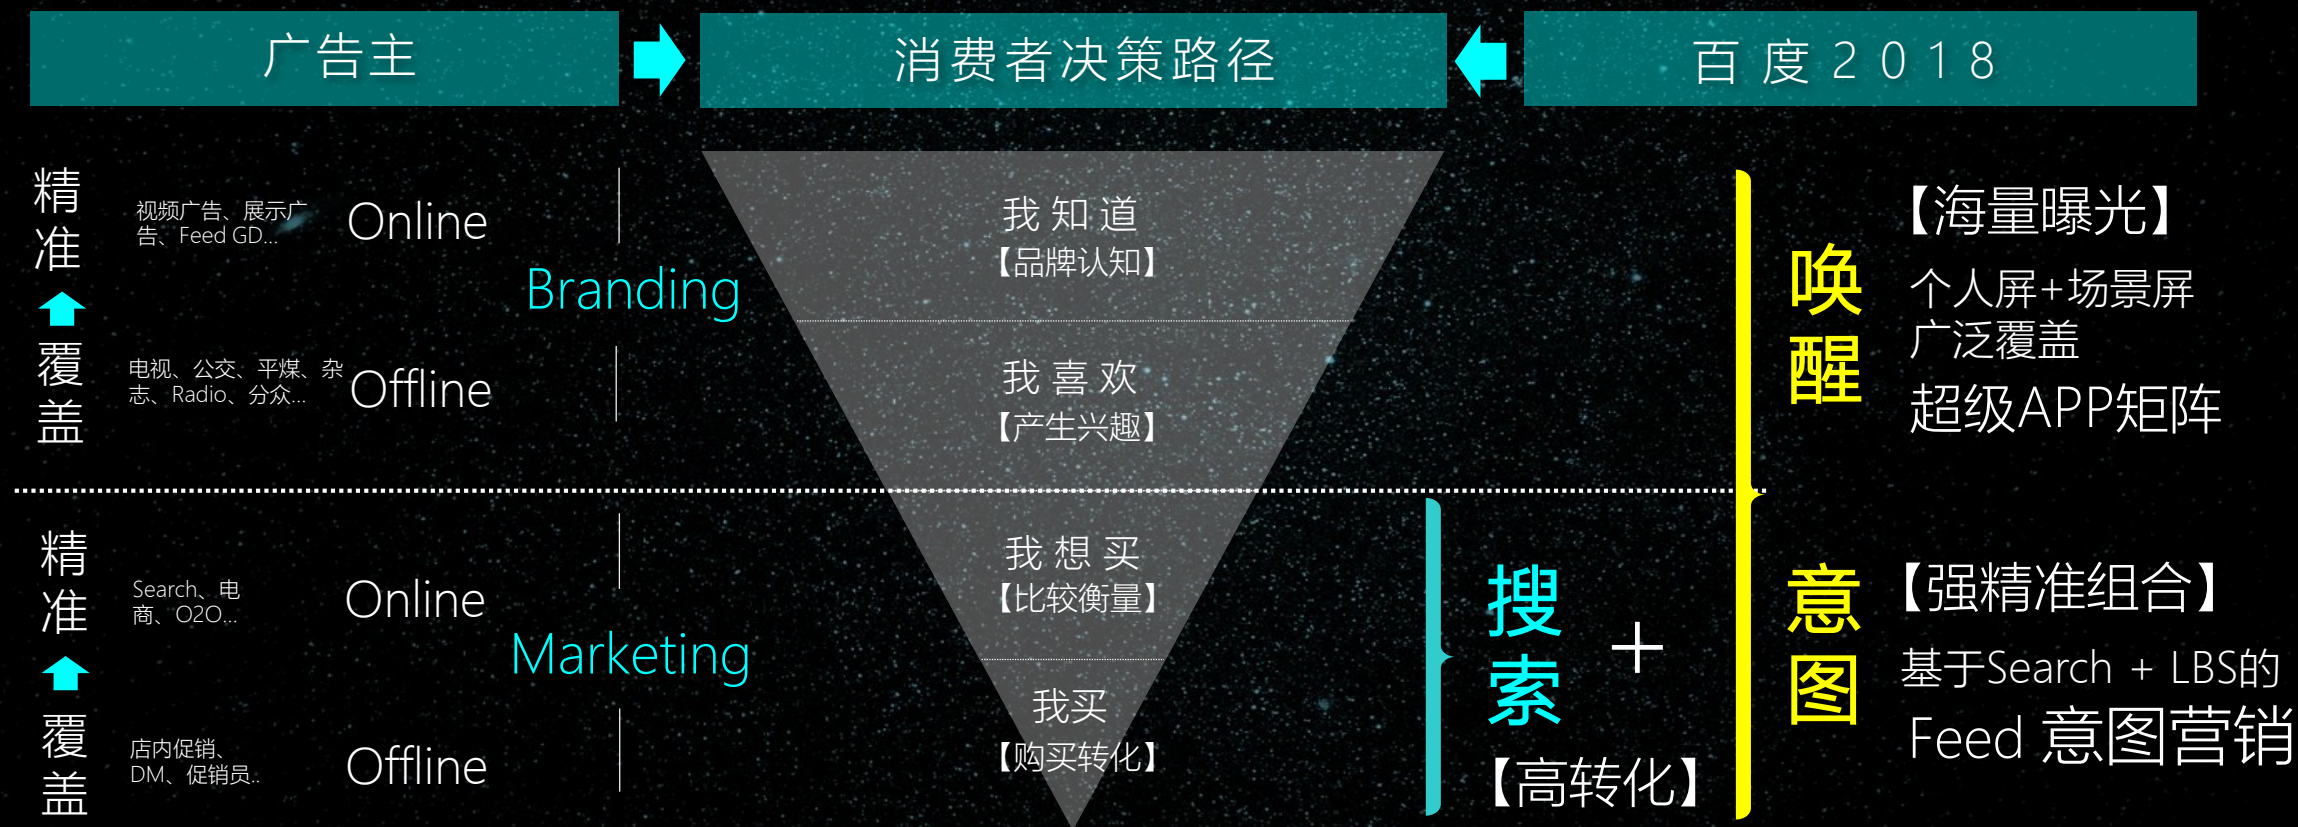 广告主
消费者决策路径
百度2018
精准
视频广告、展示广
告、Feed GD...
Online
Branding
覆盖
电视、公交、平煤、杂
志、Radio、分众...
Offline
精准
Search、电
商、O2O...
Online
Marketing
覆盖
店内促销、
DM、促销员..
Offline
我知道
【品牌认知】
我喜欢
【产生兴趣】
我想买
【比较衡量】
我买
【购买转化】
搜索
【高转化】
+
唤醒
【海量曝光】
个人屏+场景屏
广泛覆盖
超级APP矩阵
意图
【强精准组合】
基于Search + LBS的
Feed 意图营销